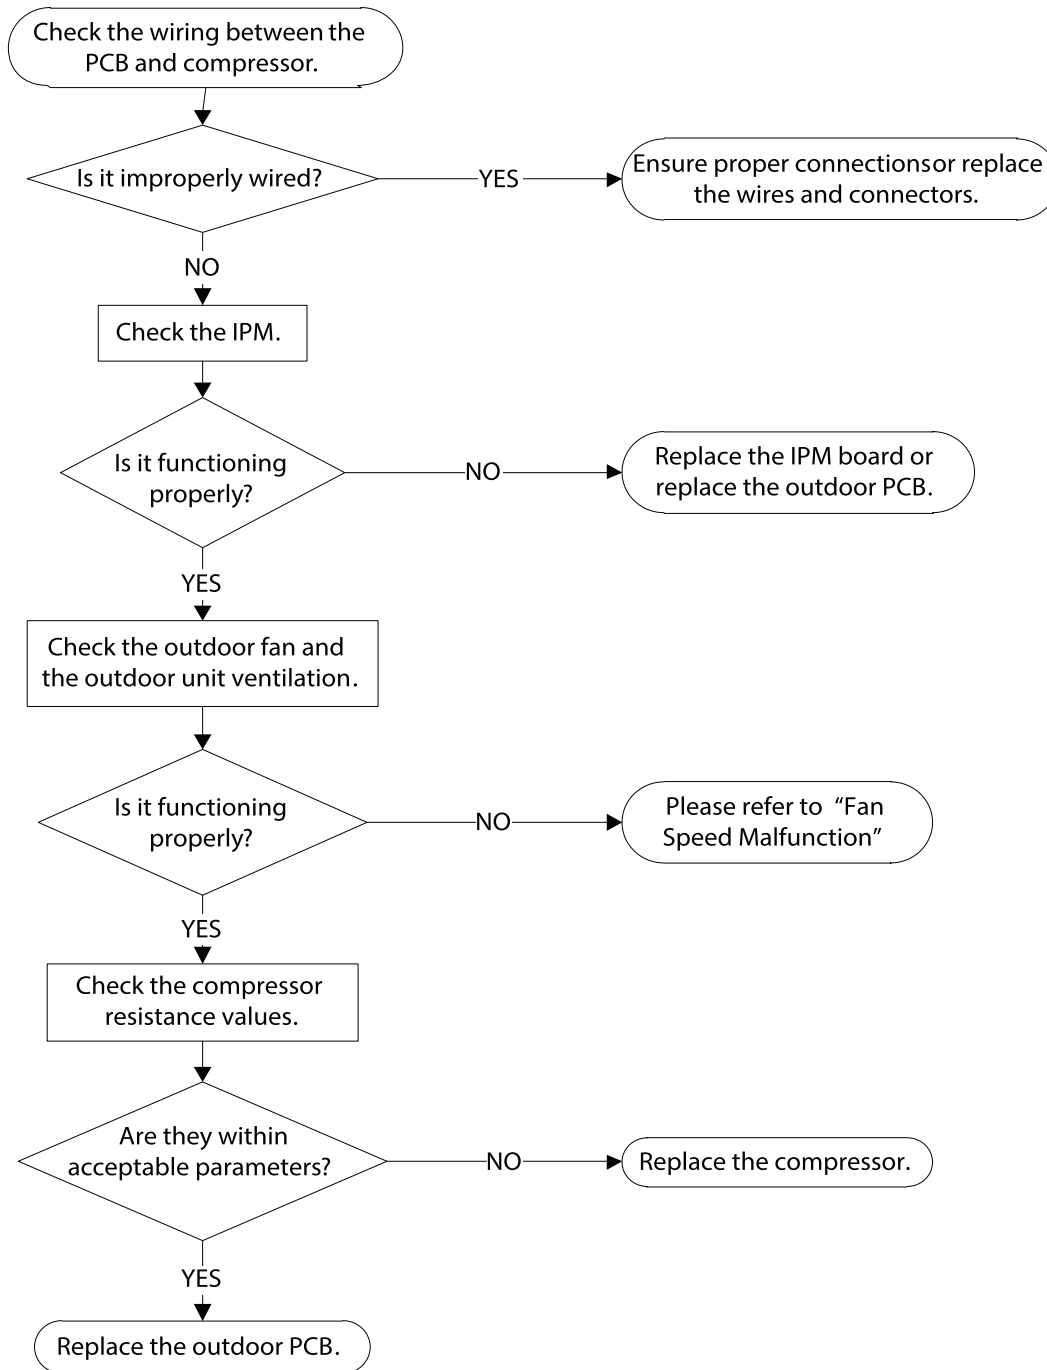 Check the wiring between the
PCB and compressor.
Is it improperly wired?
YES
Ensure proper connectionsor replace
the wires and connectors.
NO
Check the IPM.
Is it functioning
properly?
NO
Replace the IPM board or
replace the outdoor PCB.
YES
Check the outdoor fan and
the outdoor unit ventilation.
Is it functioning
properly?
NO
Please refer to “Fan
Speed Malfunction”
YES
Check the compressor
resistance values.
Are they within
acceptable parameters?
NO
Replace the compressor.
YES
Replace the outdoor PCB.